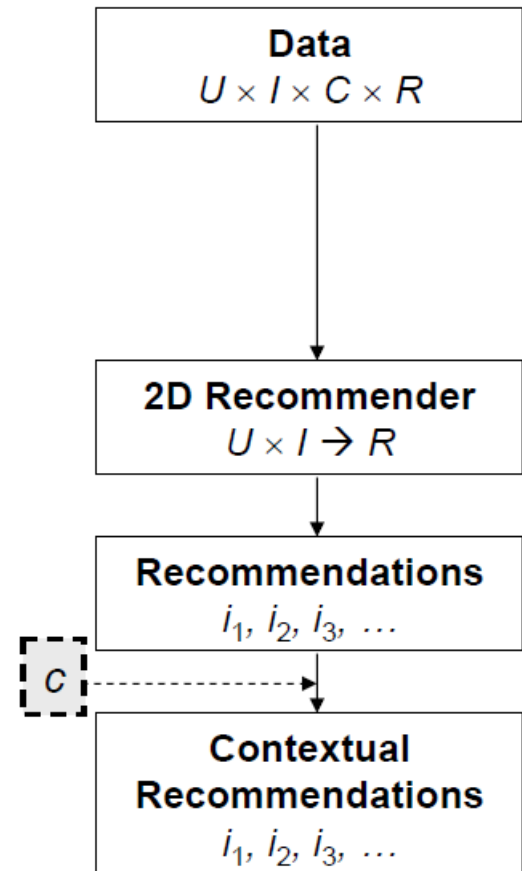 Data
U × I × C × R
2D Recommender
U × I → R
Recommendations
i₁, i₂, i₃, …
c
Contextual
Recommendations
i₁, i₂, i₃, …